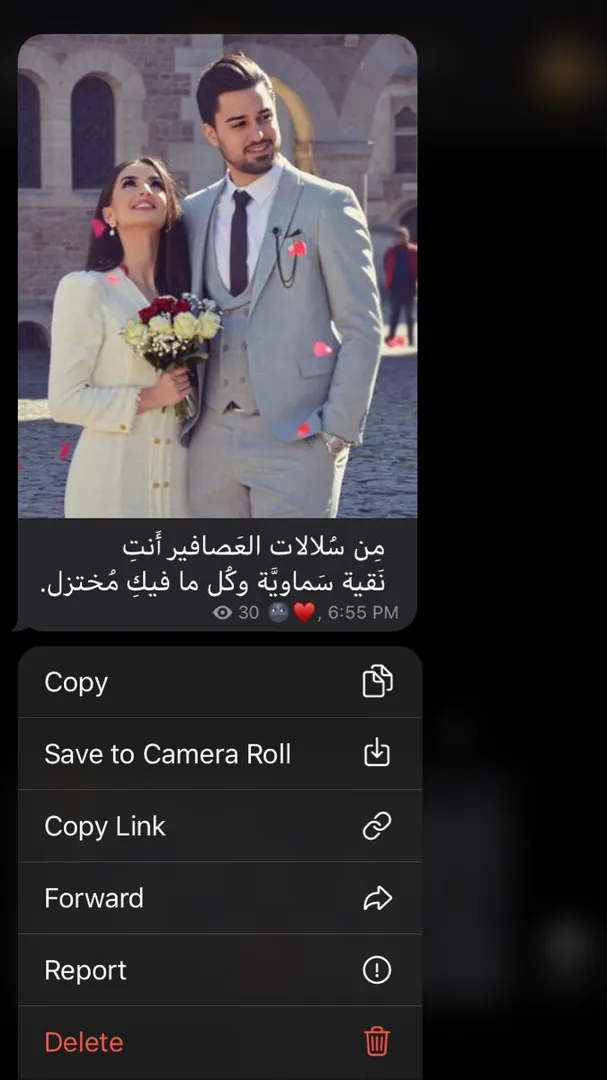 مِن سُلالات العَصافير أَنتِ
نَقية سَماويَّة وكُل ما فيكِ مُختزل.
30 🌚❤️, 6:55 PM
Copy
Save to Camera Roll
Copy Link
Forward
Report
Delete